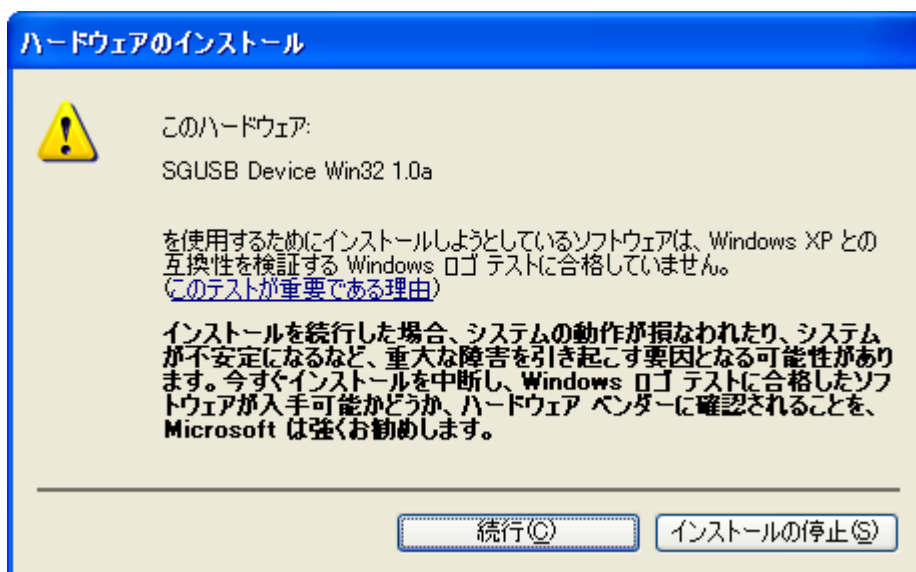 ハードウェアのインストール
このハードウェア:
SGUSB Device Win32 1.0a
を使用するためにインストールしようとしているソフトウェアは、Windows XP との
互換性を検証する Windows ロゴ テストに合格していません。
(このテストが重要である理由)
インストールを続行した場合、システムの動作が損なわれたり、システム
が不安定になるなど、重大な障害を引き起こす要因となる可能性があり
ます。今すぐインストールを中断し、Windows ロゴ テストに合格したソフ
トウェアが入手可能かどうか、ハードウェア ベンダーに確認されることを、
Microsoft は強くお勧めします。
続行(C) インストールの停止(S)